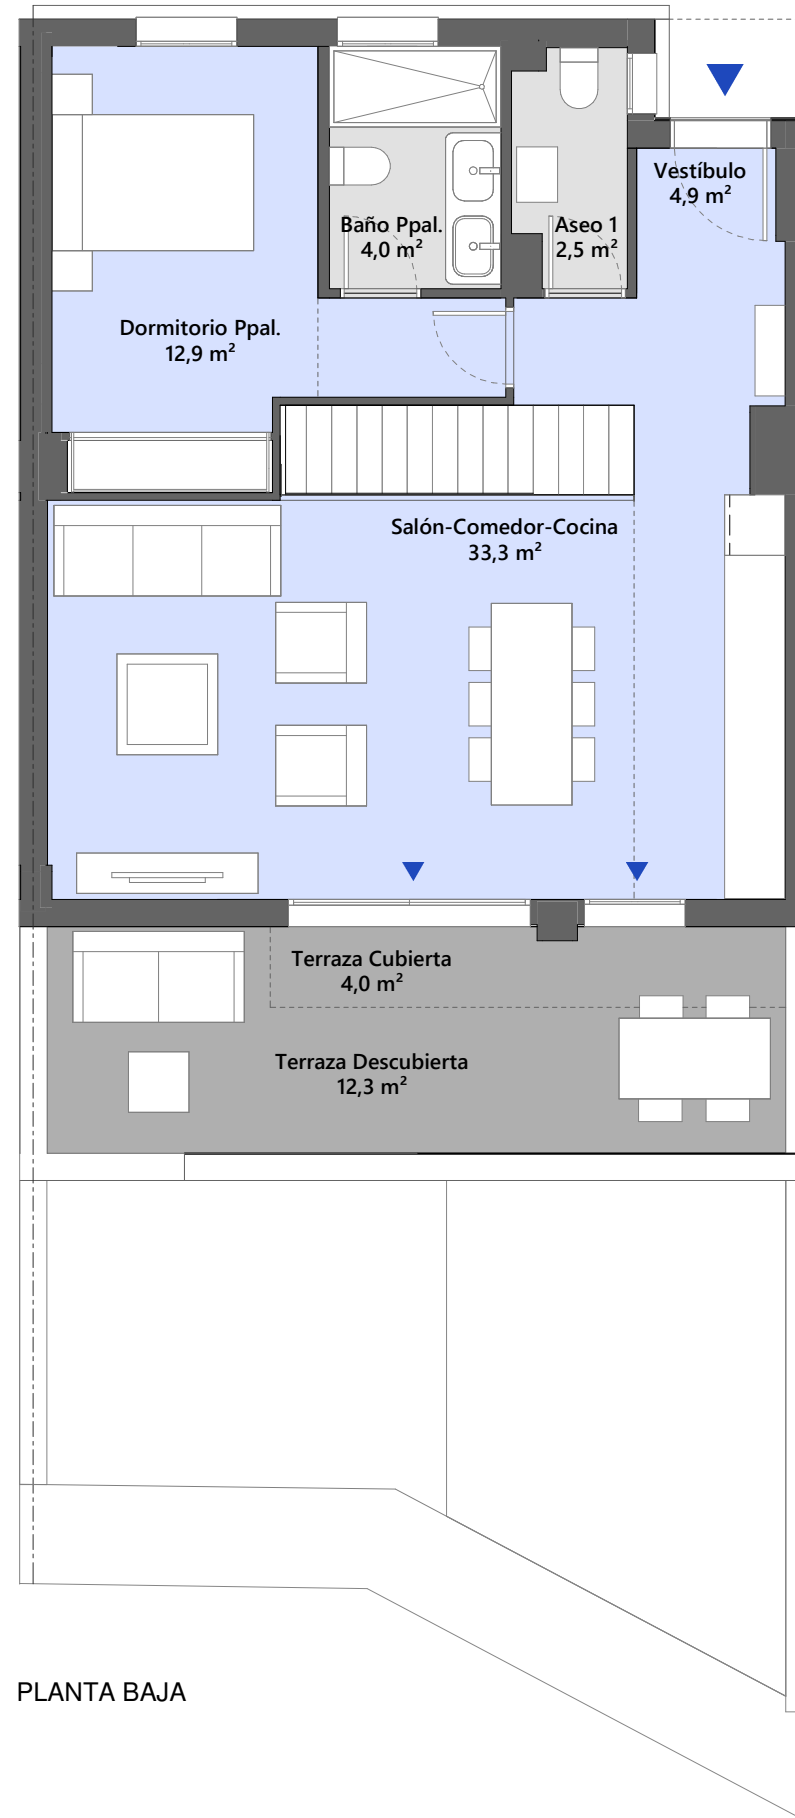 Vestíbulo
4,9 m²
Baño Ppal.
4,0 m²
Aseo 1
2,5 m²
Dormitorio Ppal.
12,9 m²
Salón-Comedor-Cocina
33,3 m²
Terraza Cubierta
4,0 m²
Terraza Descubierta
12,3 m²
PLANTA BAJA